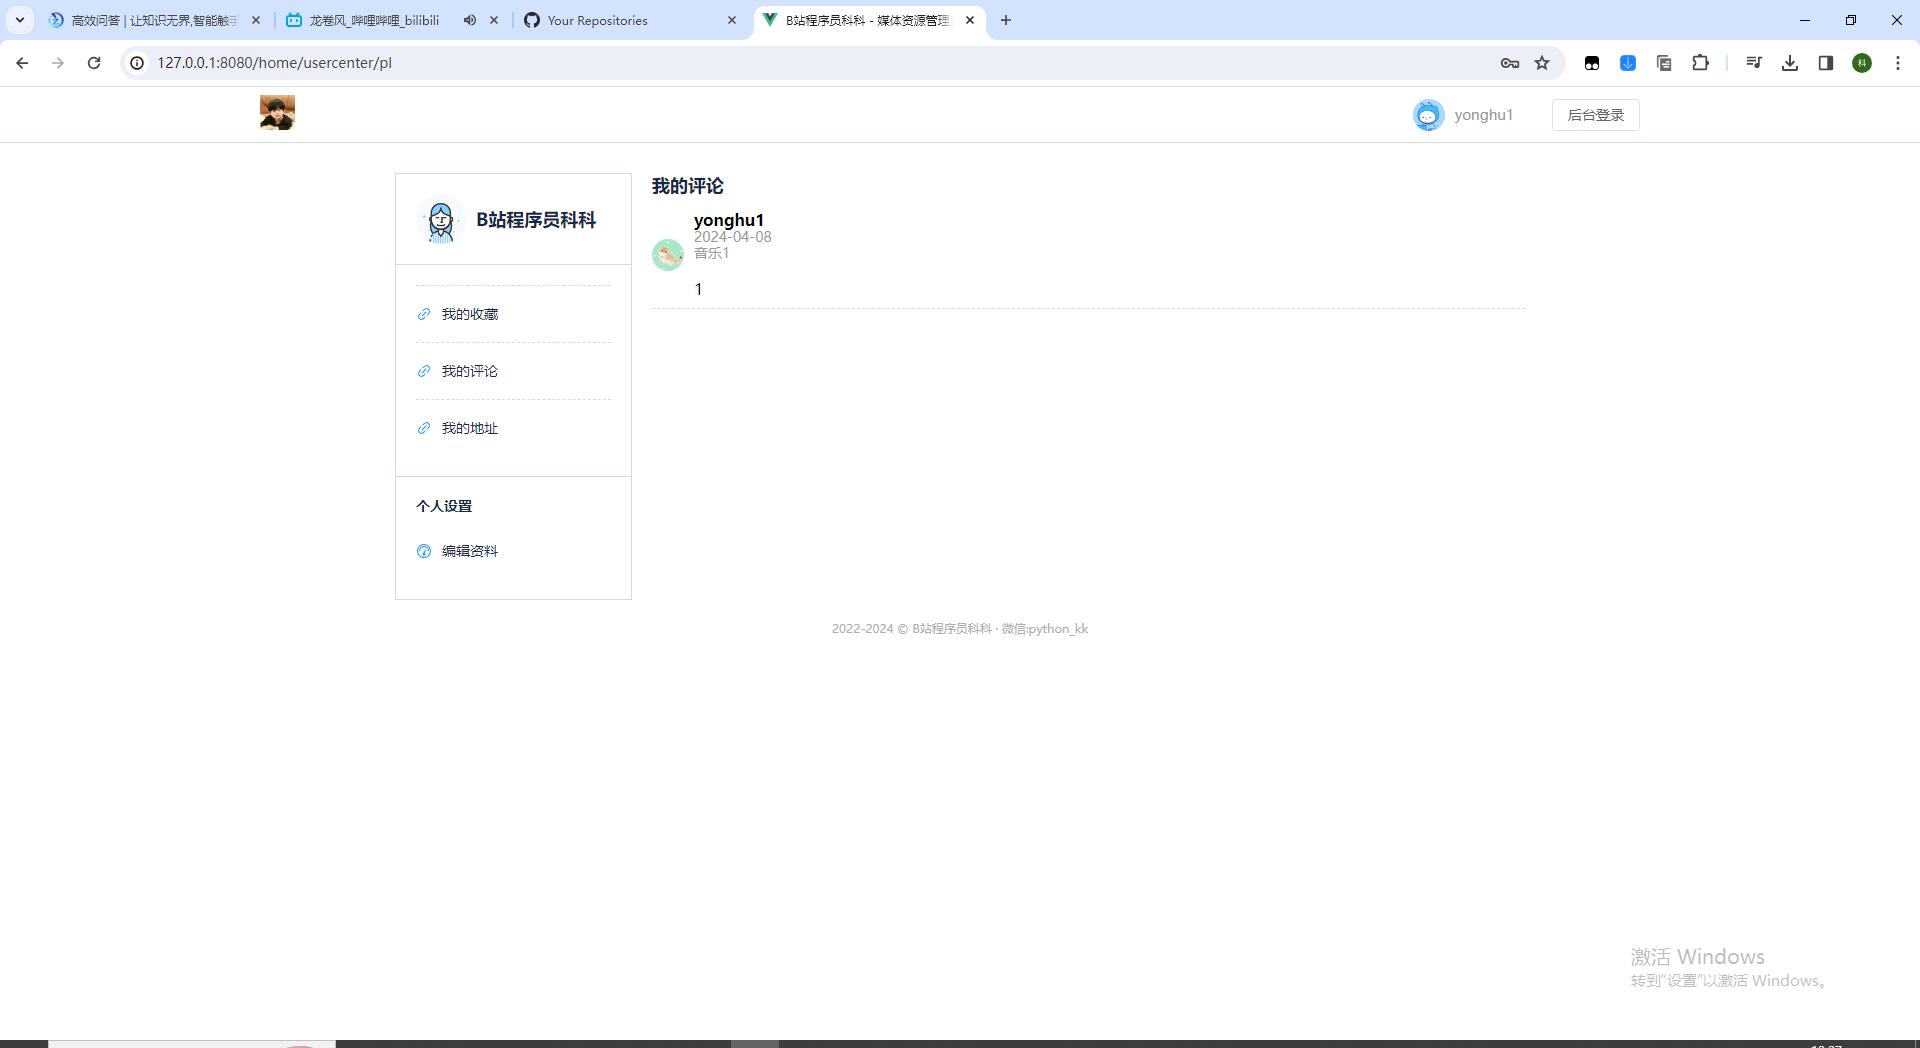 高效问答 | 让知识无界,智能触手
龙卷风_哔哩哔哩_bilibili
Your Repositories
B站程序员科科 - 媒体资源管理
127.0.0.1:8080/home/usercenter/pl
科
yonghu1
后台登录
B站程序员科科
我的收藏
我的评论
我的地址
个人设置
编辑资料
我的评论
yonghu1
2024-04-08
音乐1
1
2022-2024 © B站程序员科科 · 微信:python_kk
激活 Windows
转到"设置"以激活 Windows。